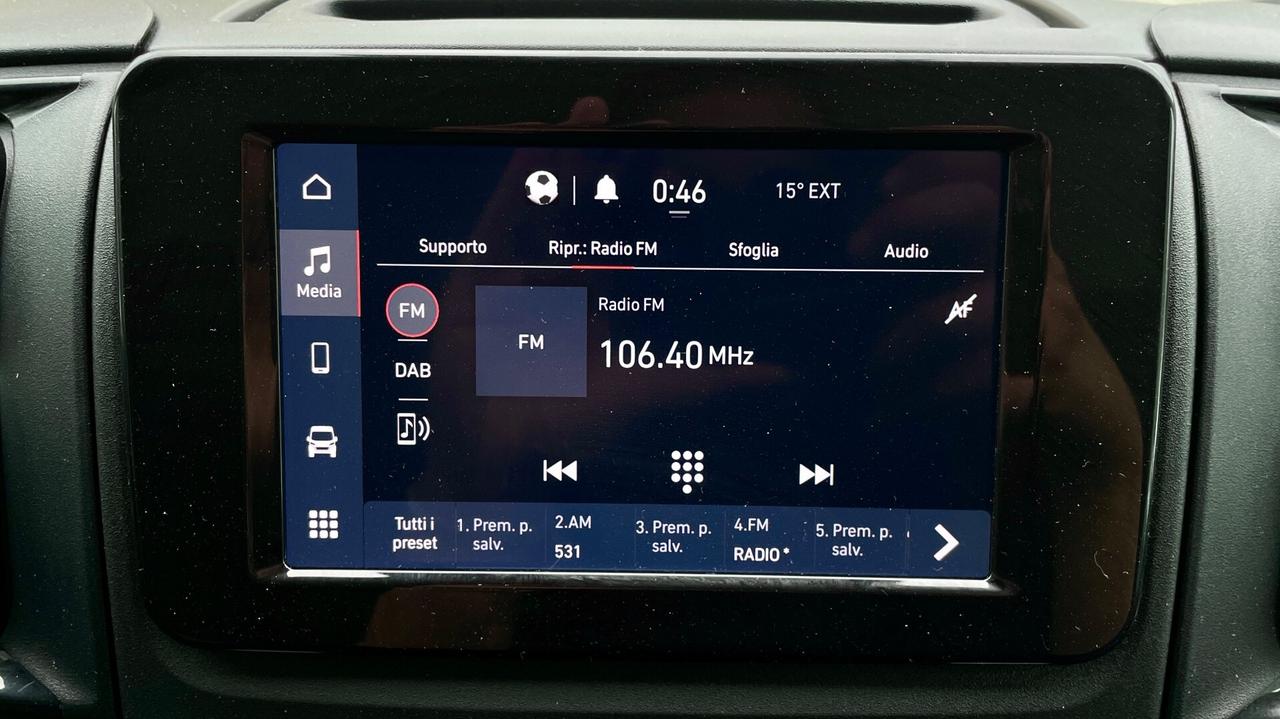 0:46
15° EXT
Supporto
Ripr.: Radio FM
Sfoglia
Audio
Media
FM
DAB
FM
Radio FM
106.40 MHz
AF
Tutti i
preset
1. Prem. p.
salv.
2.AM
531
3. Prem. p.
salv.
4.FM
RADIO *
5. Prem. p.
salv.